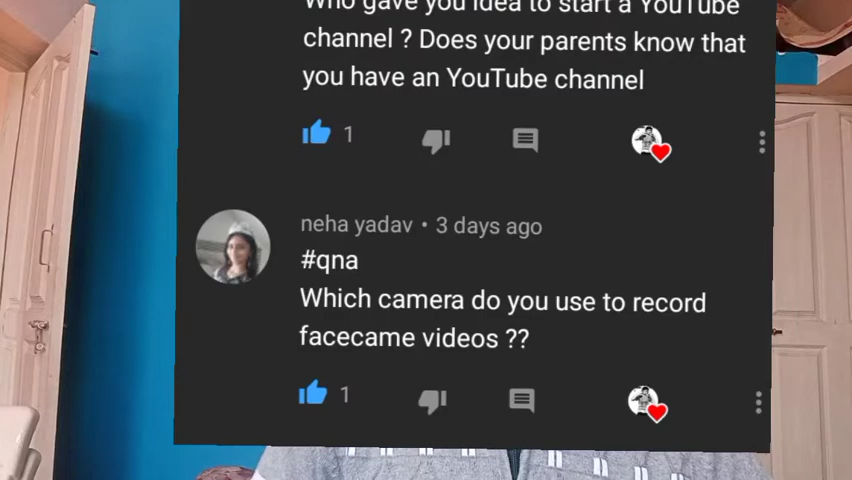 Who gave you idea to start a YouTube
channel ? Does your parents know that
you have an YouTube channel
1
neha yadav • 3 days ago
#qna
Which camera do you use to record
facecame videos ??
1